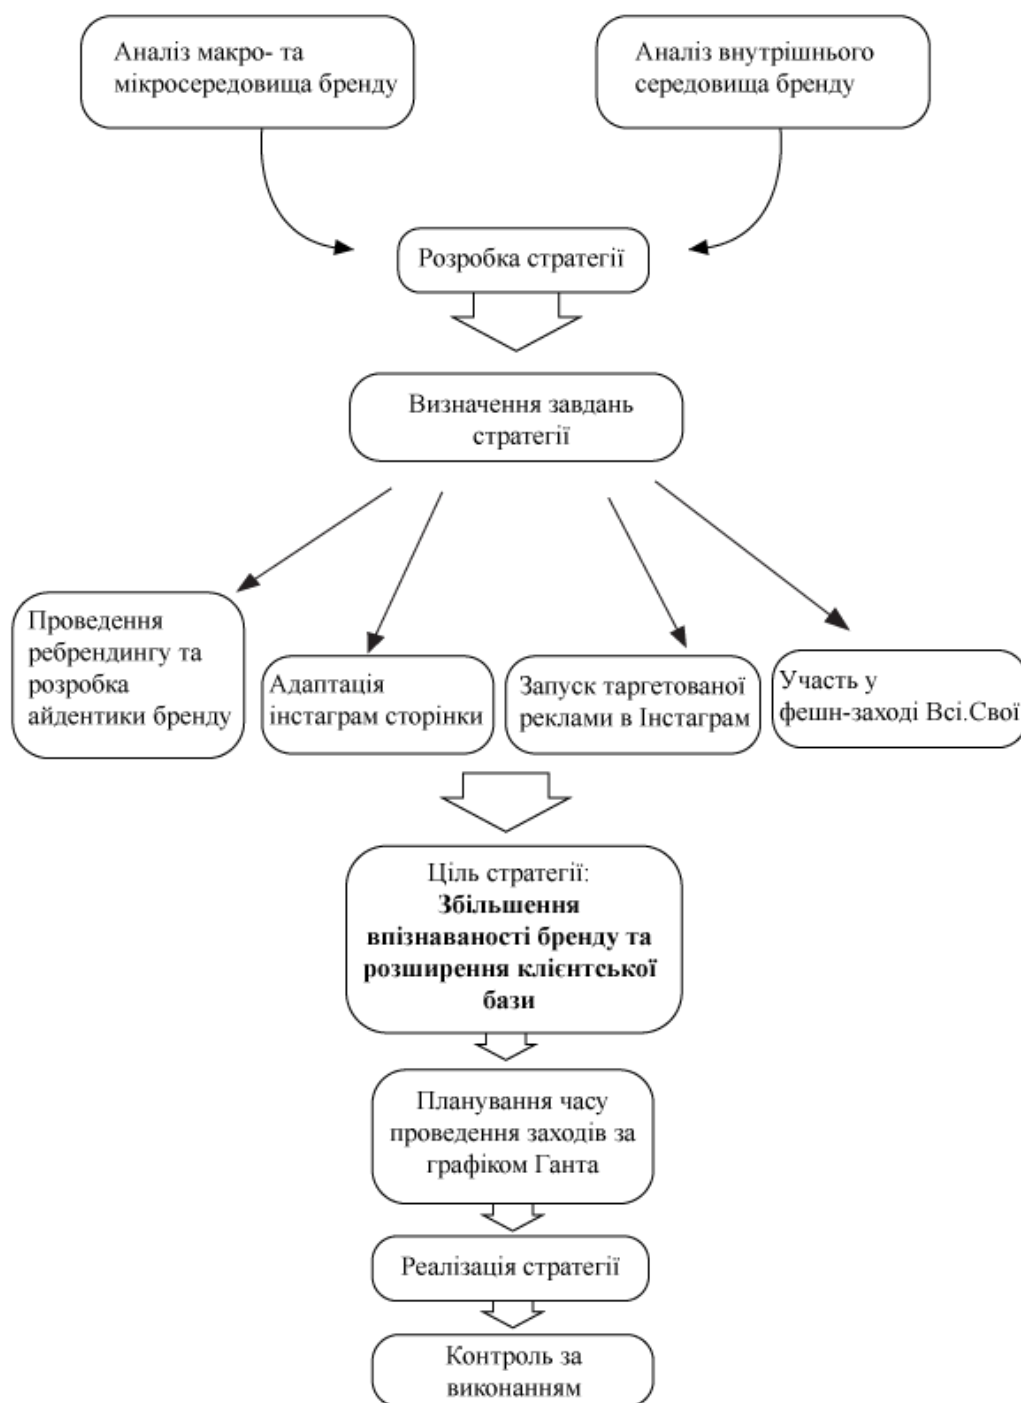 Аналіз макро- та
мікросередовища бренду
Аналіз внутрішнього
середовища бренду
Розробка стратегії
Визначення завдань
стратегії
Проведення
ребрендингу та
розробка
айдентики бренду
Адаптація
інстаграм сторінки
Запуск таргетованої
реклами в Інстаграм
Участь у
фешн-заході Всі.Свої
Ціль стратегії:
Збільшення
впізнаваності бренду та
розширення клієнтської
бази
Планування часу
проведення заходів за
графіком Ганта
Реалізація стратегії
Контроль за
виконанням